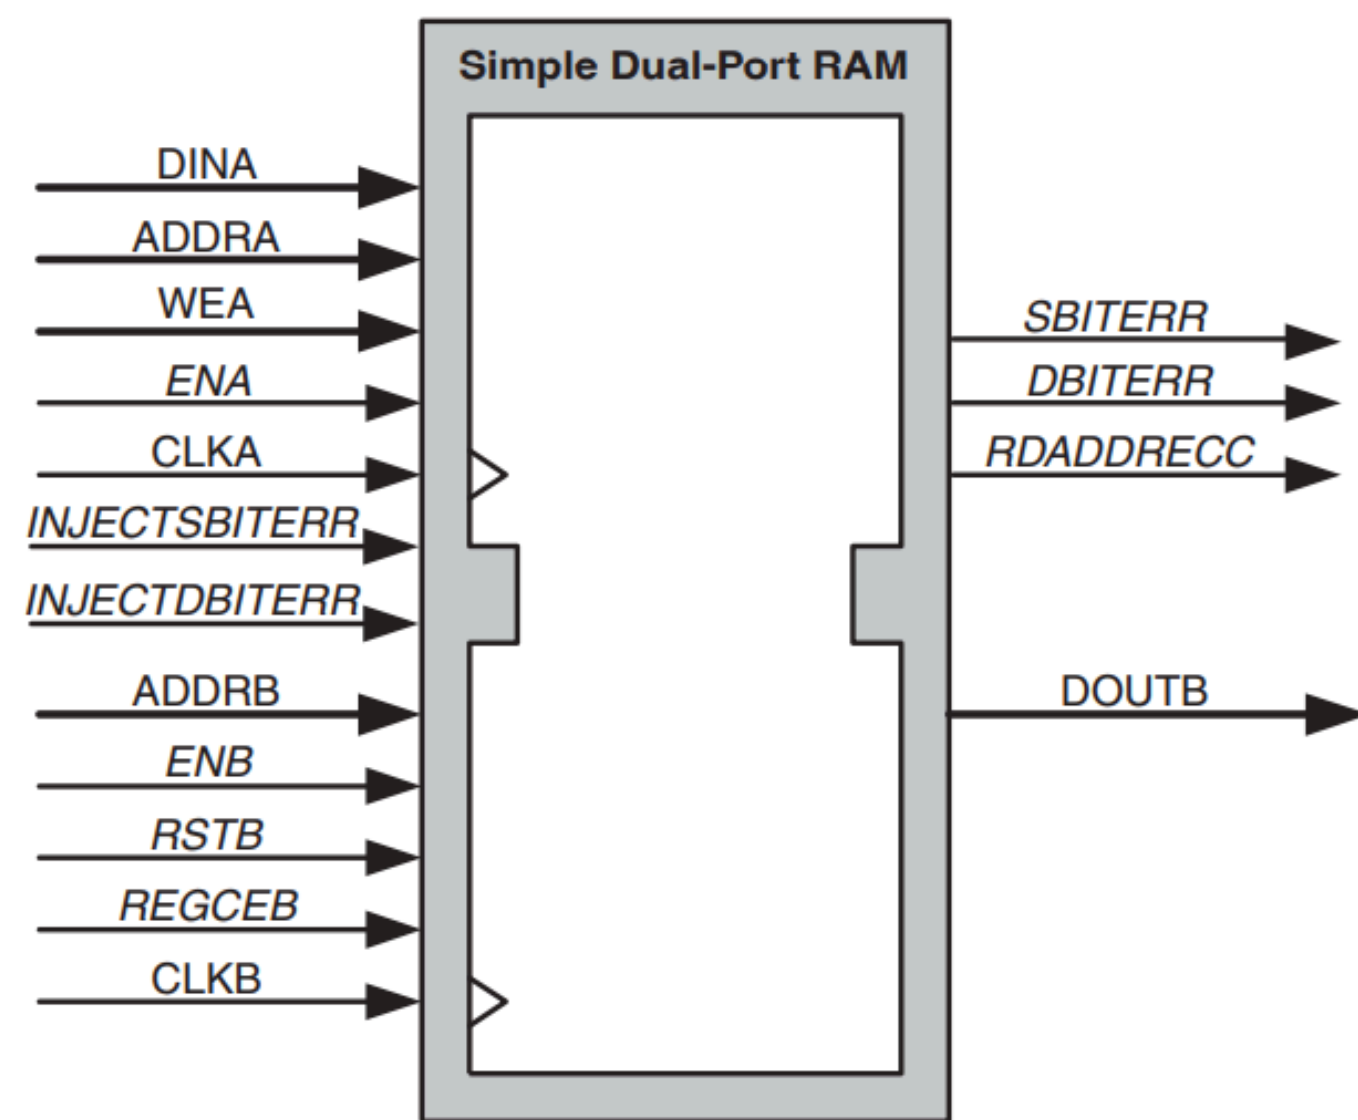 Simple Dual-Port RAM
DINA
ADDRA
WEA
ENA
CLKA
INJECTSBITERR
INJECTDBITERR
ADDRB
ENB
RSTB
REGCEB
CLKB
SBITERR
DBITERR
RDADDRECC
DOUTB